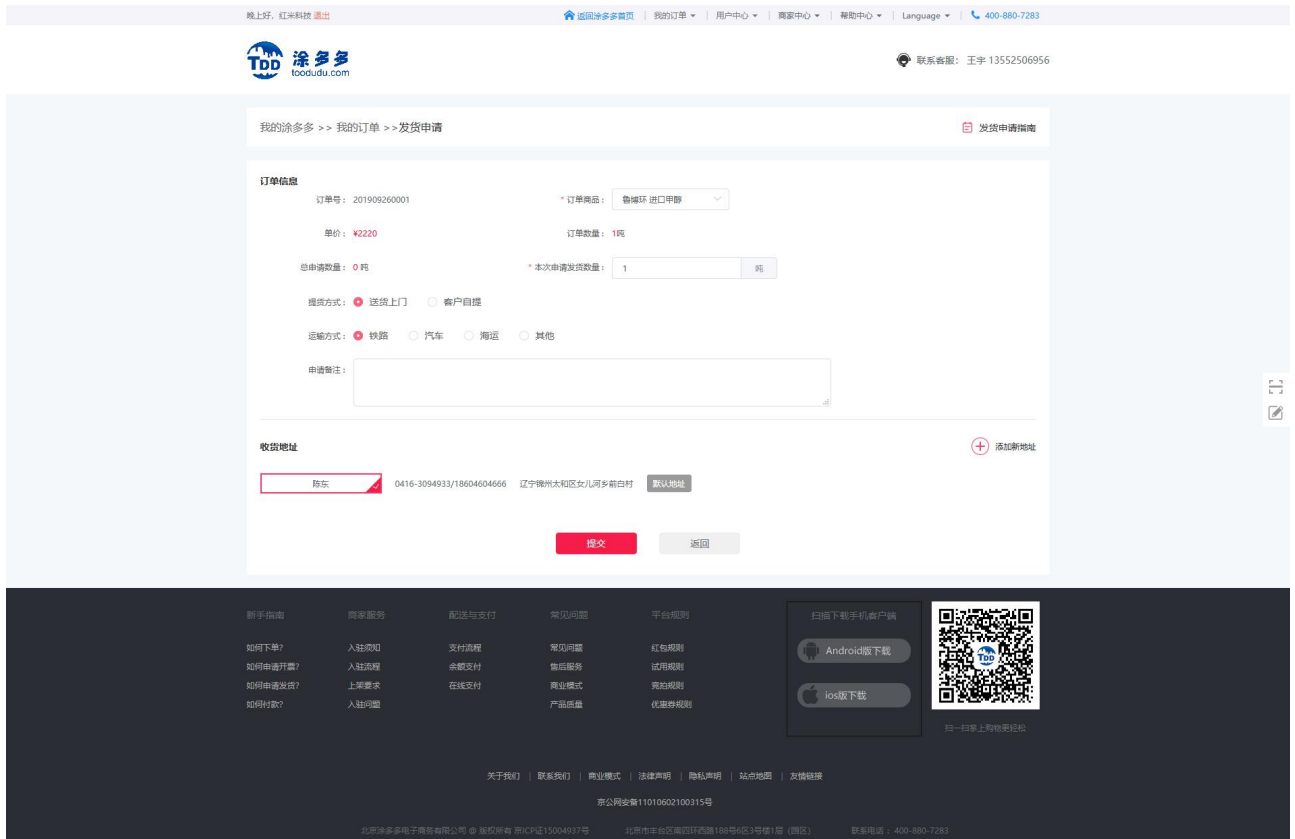 晚上好，红米科技 退出 返回涂多多首页 我的订单 用户中心 商家中心 帮助中心 Language 400-880-7283
TDD 涂多多 toodudu.com
联系客服： 王宇 13552506956
我的涂多多 >> 我的订单 >>发货申请 发货申请指南
订单信息
订单号： 201909260001 * 订单商品： 鲁缘环 进口甲醇
单价： ¥2220 订单数量： 1吨
总申请数量： 0 吨 * 本次申请发货数量： 1 吨
提货方式： 送货上门 客户自提
运输方式： 铁路 汽车 海运 其他
申请备注：
收货地址 添加新地址
陈东 0416-3094933/18604604666 辽宁锦州太和区女儿河乡前白村 默认地址
提交 返回
新手指南 商家服务 配送与支付 常见问题 平台规则 扫描下载手机客户端
如何下单? 入驻须知 支付流程 常见问题 红包规则 Android版下载
如何申请开票? 入驻流程 余额支付 售后服务 试用规则
如何申请发货? 上架要求 在线支付 商业模式 竞拍规则 ios版下载
如何付款? 入驻问题 产品质量 优惠券规则
扫一扫掌上购物更轻松
关于我们 | 联系我们 | 商业模式 | 法律声明 | 隐私声明 | 站点地图 | 友情链接
京公网安备11010602100315号
北京涂多多电子商务有限公司 @ 版权所有 京ICP证15004937号 北京市丰台区南四环西路188号6区3号楼1层 (园区) 联系电话：400-880-7283